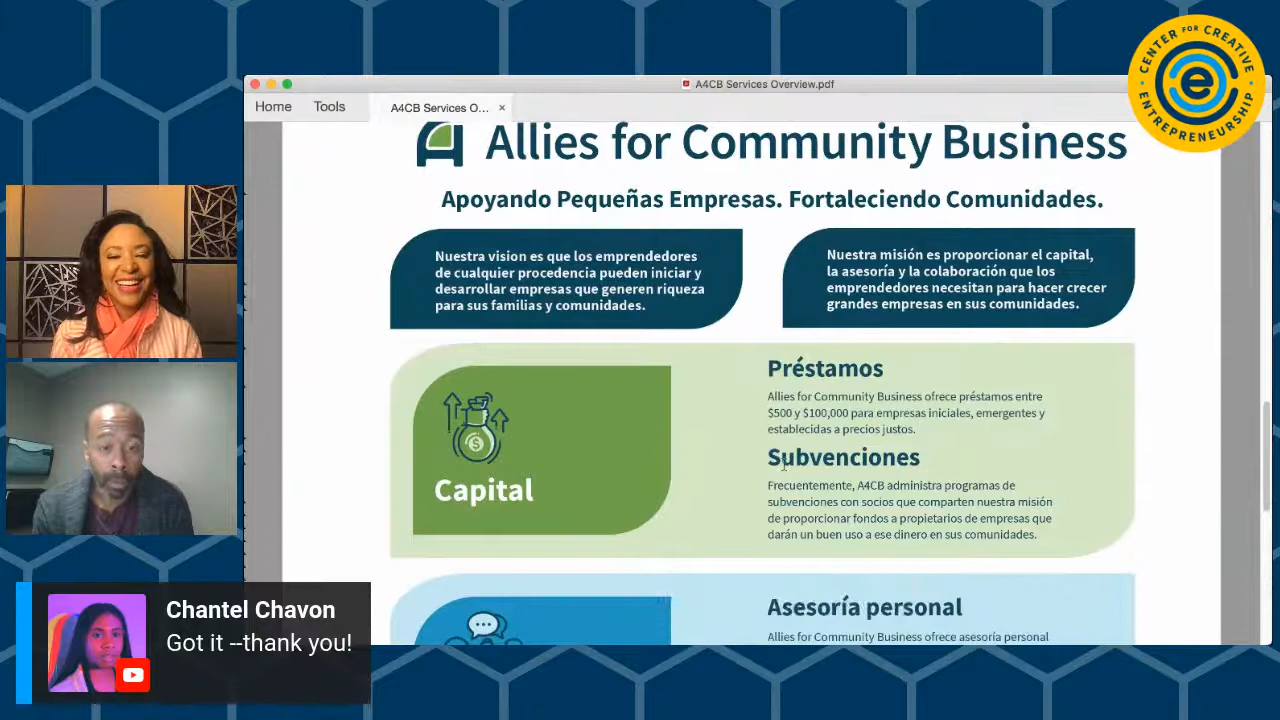 CENTER FOR CREATIVE
ENTREPRENEURSHIP
e
A4CB Services Overview.pdf
Home
Tools
A4CB Services O...
×
Allies for Community Business
Apoyando Pequeñas Empresas. Fortaleciendo Comunidades.
Nuestra vision es que los emprendedores
de cualquier procedencia pueden iniciar y
desarrollar empresas que generen riqueza
para sus familias y comunidades.
Nuestra misión es proporcionar el capital,
la asesoría y la colaboración que los
emprendedores necesitan para hacer crecer
grandes empresas en sus comunidades.
Capital
Préstamos
Allies for Community Business ofrece préstamos entre
$500 y $100,000 para empresas iniciales, emergentes y
establecidas a precios justos.
Subvenciones
Frecuentemente, A4CB administra programas de
subvenciones con socios que comparten nuestra misión
de proporcionar fondos a propietarios de empresas que
darán un buen uso a ese dinero en sus comunidades.
Asesoría personal
Allies for Community Business ofrece asesoría personal
Chantel Chavon
Got it --thank you!